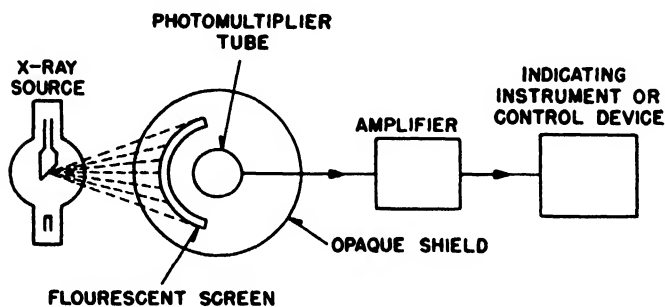 PHOTOMULTIPLIER
TUBE
X-RAY
SOURCE
INDICATING
INSTRUMENT OR
CONTROL DEVICE
AMPLIFIER
OPAQUE SHIELD
FLOURESCENT SCREEN